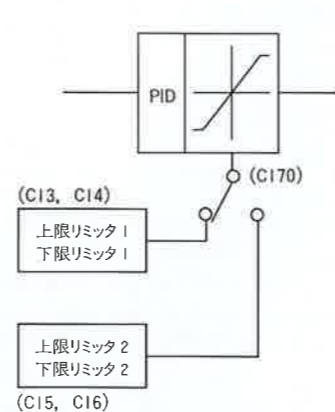 PID
(C170)
(C13, C14)
上限リミッタ1
下限リミッタ1
上限リミッタ2
下限リミッタ2
(C15, C16)